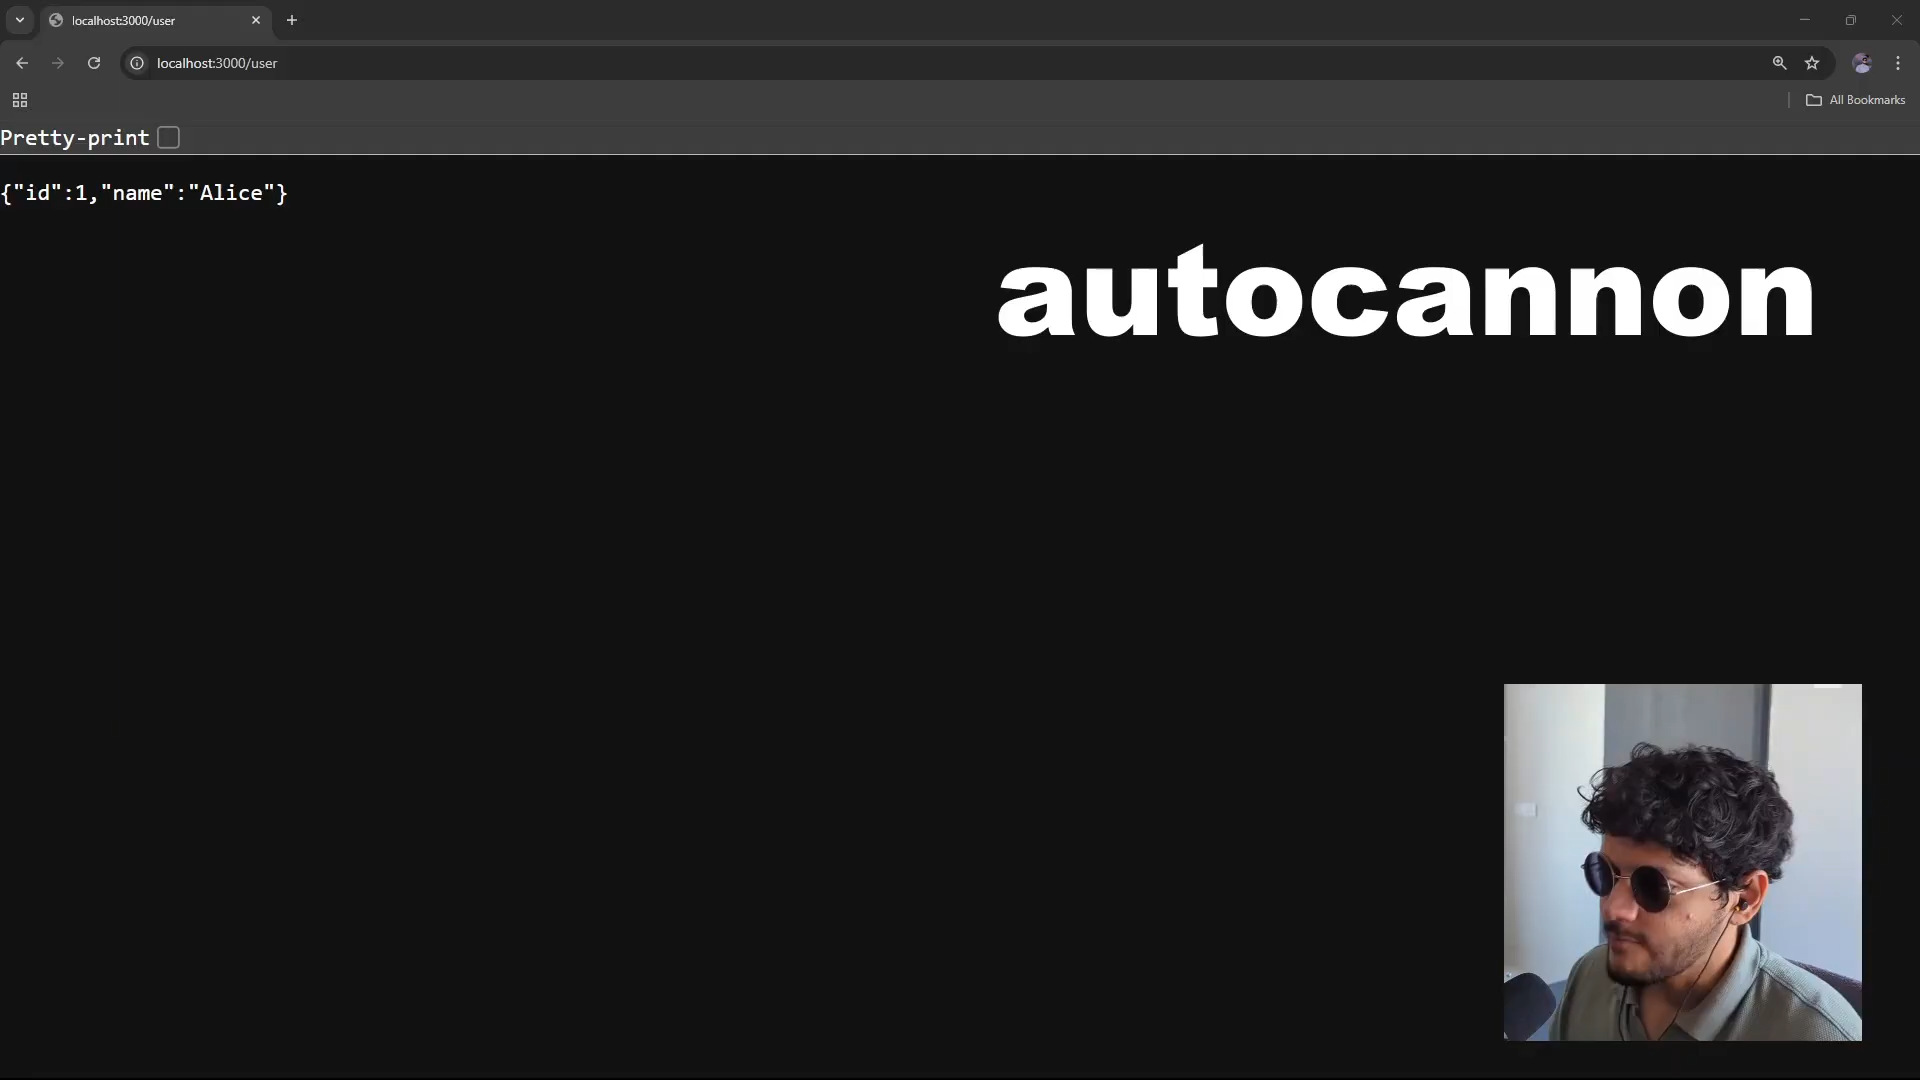 localhost:3000/user
localhost:3000/user
All Bookmarks
Pretty-print
{"id":1,"name":"Alice"}
autocannon